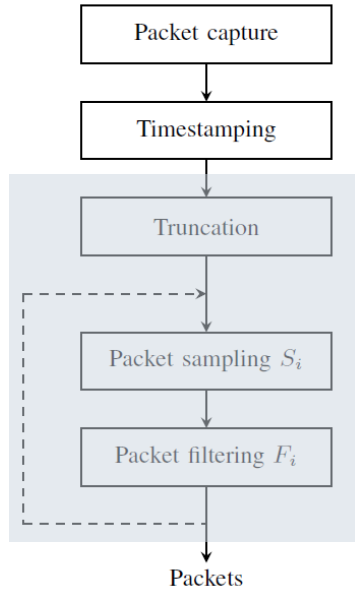 Packet capture
Timestamping
Truncation
Packet sampling $S_i$
Packet filtering $F_i$
Packets